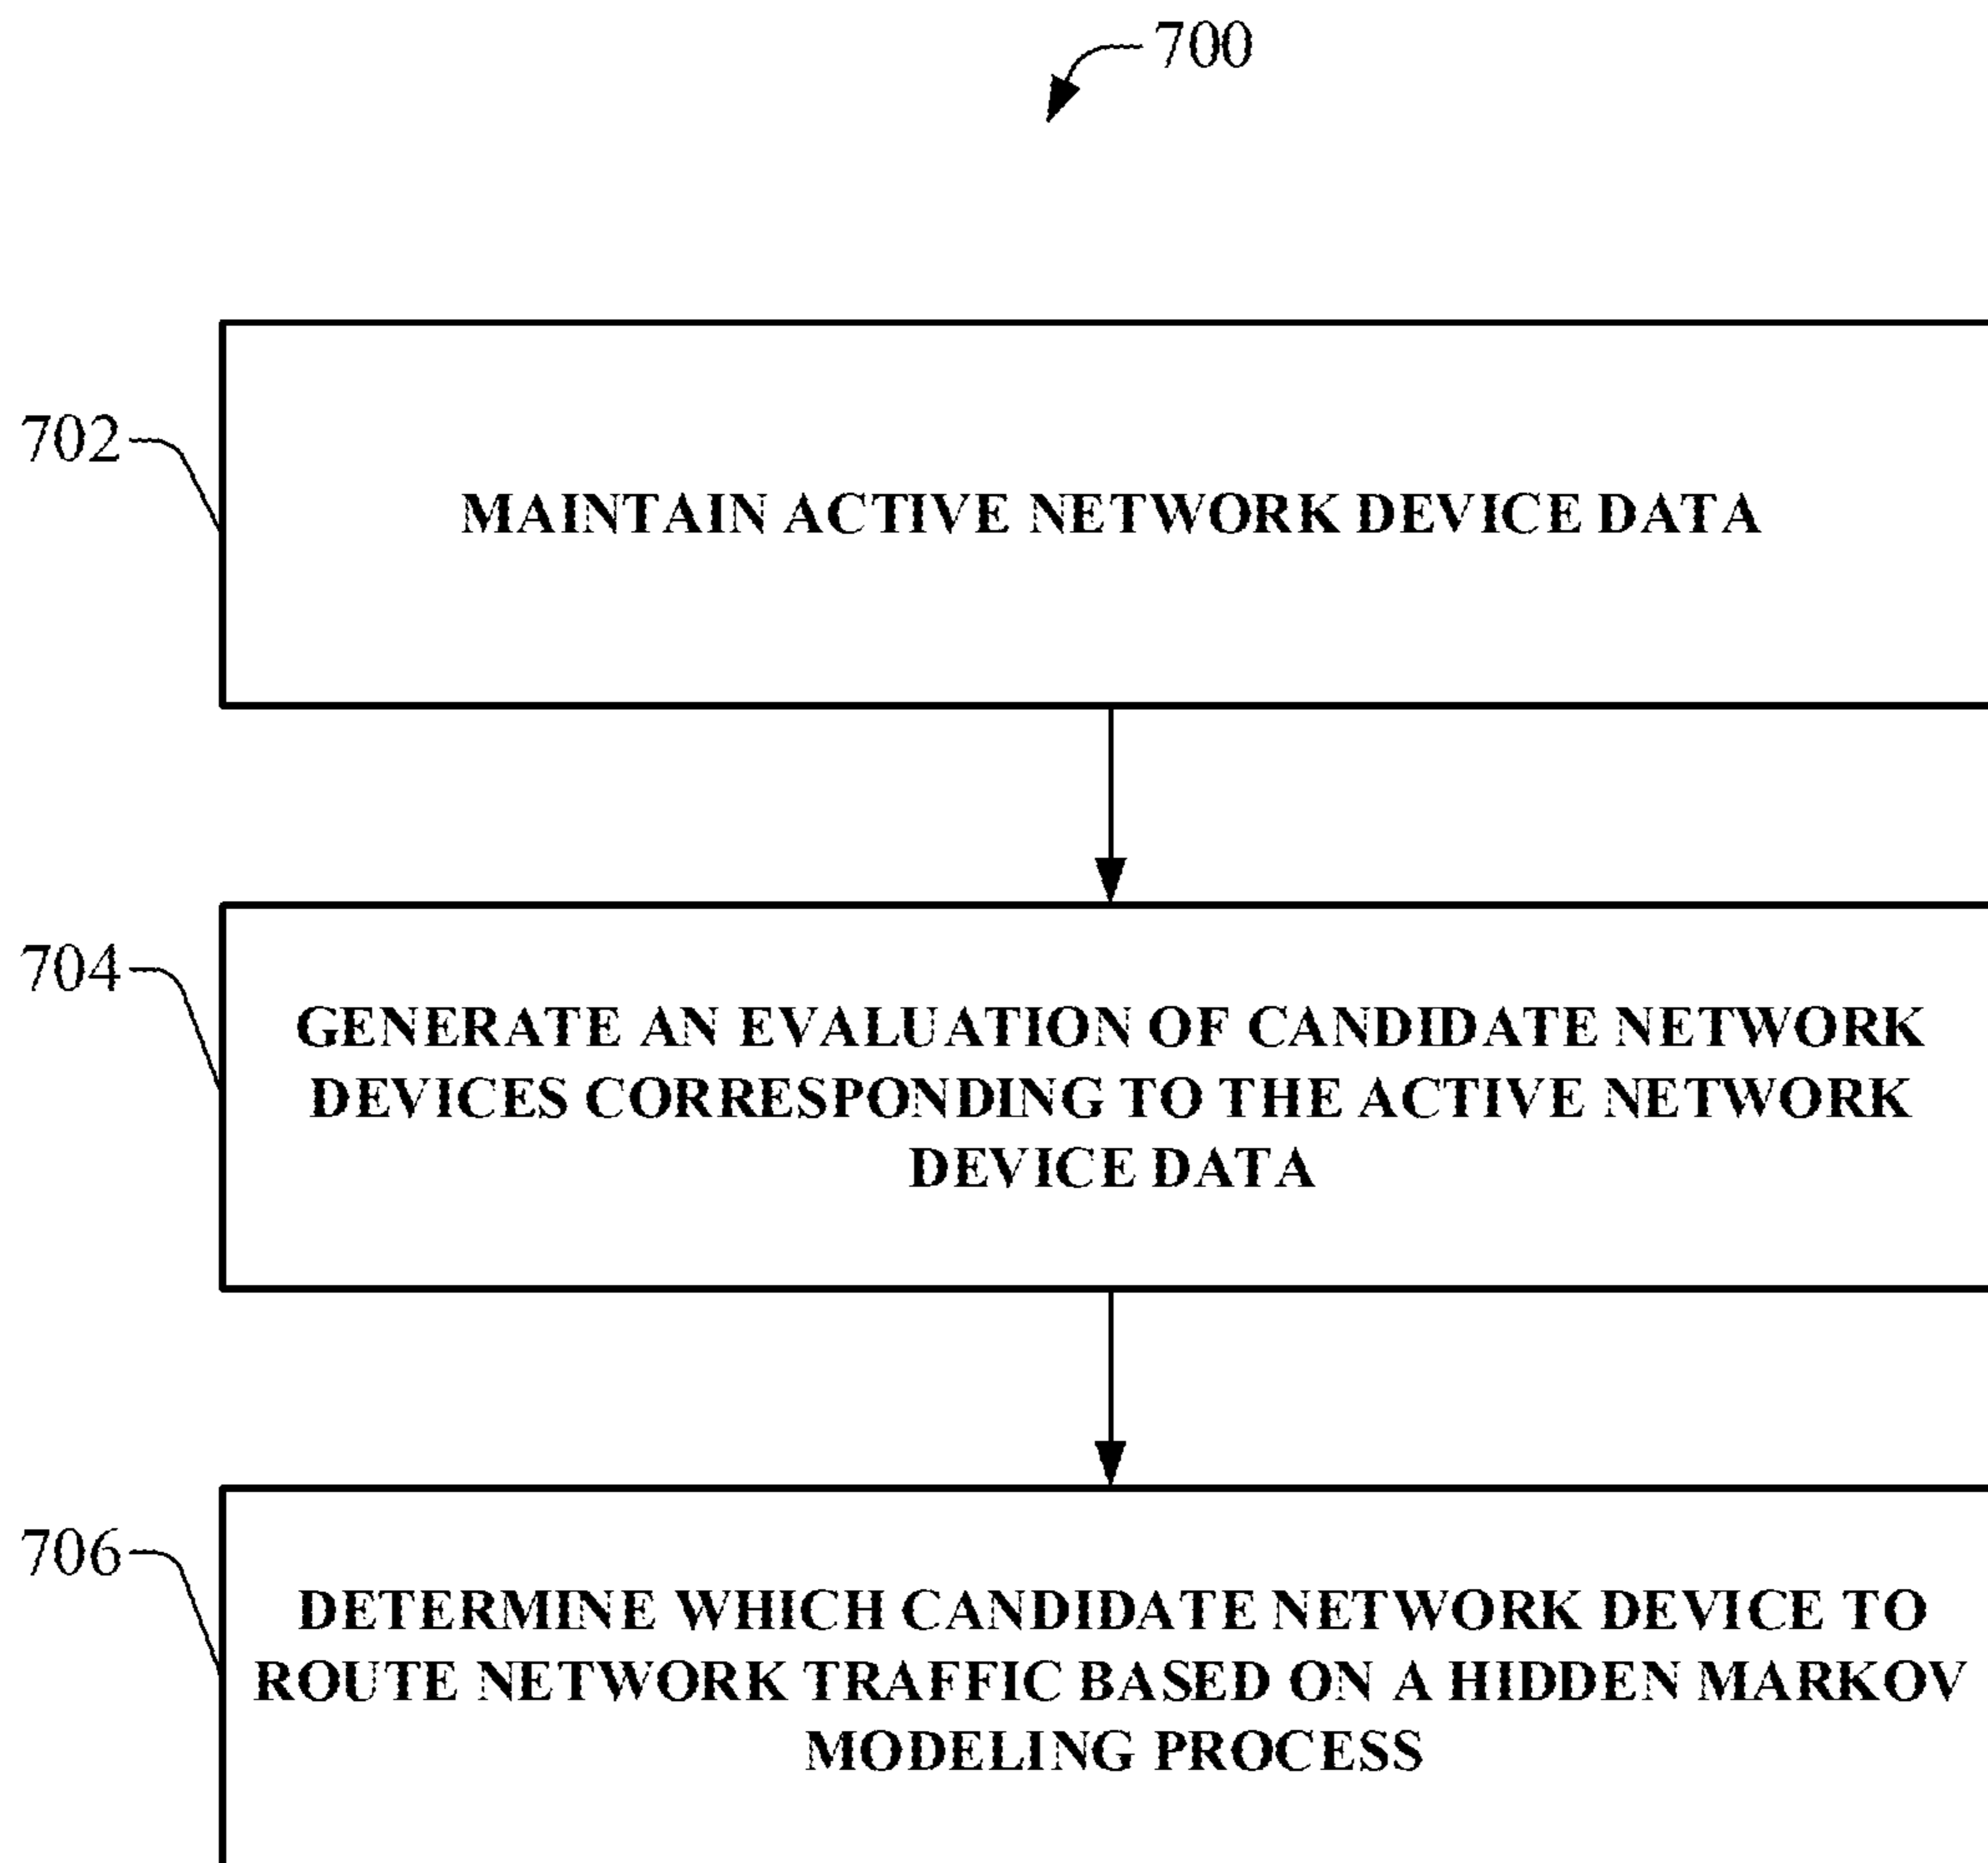 700
702
MAINTAIN ACTIVE NETWORK DEVICE DATA
704
GENERATE AN EVALUATION OF CANDIDATE NETWORK
DEVICES CORRESPONDING TO THE ACTIVE NETWORK
DEVICE DATA
706
DETERMINE WHICH CANDIDATE NETWORK DEVICE TO
ROUTE NETWORK TRAFFIC BASED ON A HIDDEN MARKOV
MODELING PROCESS